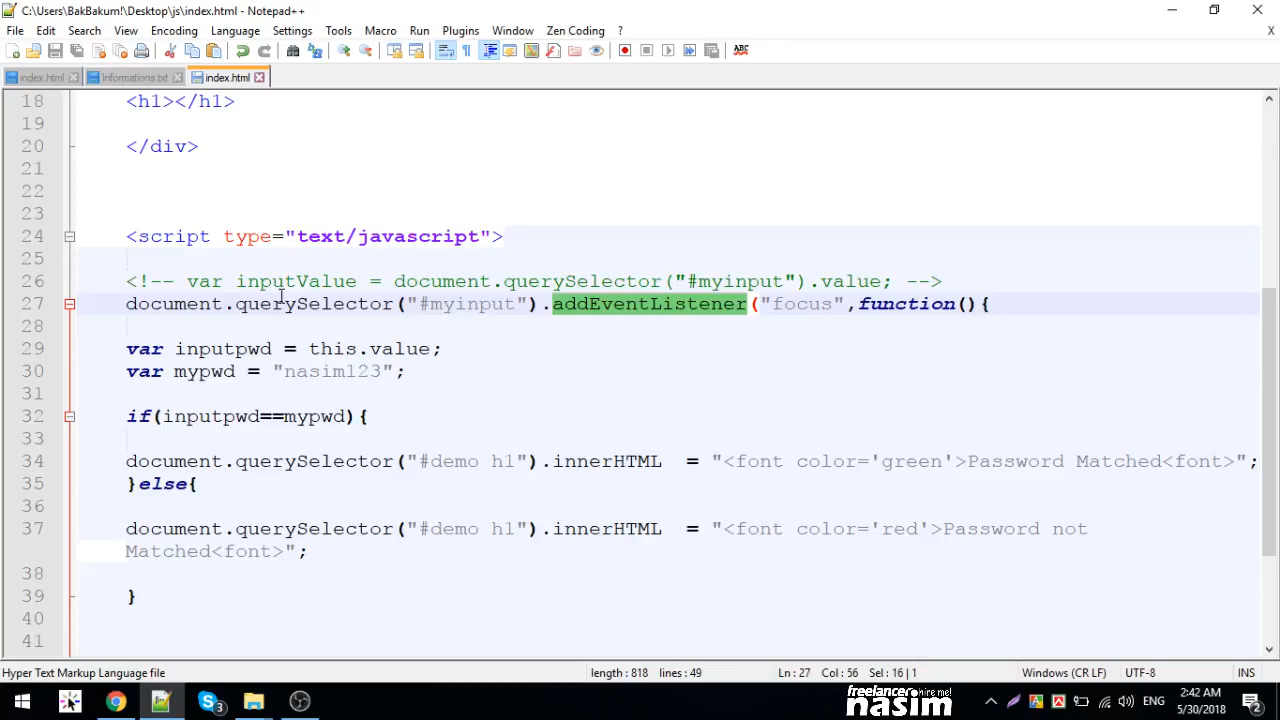 C:\Users\BakBakum!\Desktop\js\index.html - Notepad++
File Edit Search View Encoding Language Settings Tools Macro Run Plugins Window Zen Coding ? X
ABC
index.html Informations.txt index.html
18 <h1></h1>
19
20 </div>
21
22
23
24 <script type="text/javascript">
25
26 <!-- var inputValue = document.querySelector("#myinput").value; -->
27 document.querySelector("#myinput").addEventListener("focus",function(){
28
29 var inputpwd = this.value;
30 var mypwd = "nasim123";
31
32 if(inputpwd==mypwd){
33
34 document.querySelector("#demo h1").innerHTML = "<font color='green'>Password Matched<font>";
35 }else{
36
37 document.querySelector("#demo h1").innerHTML = "<font color='red'>Password not
Matched<font>";
38
39 }
40
41
Hyper Text Markup Language file length : 818 lines : 49 Ln : 27 Col : 56 Sel : 16 | 1 Windows (CR LF) UTF-8 INS
freelancer hire me!
nasim
3
ENG
2:42 AM
5/30/2018
2